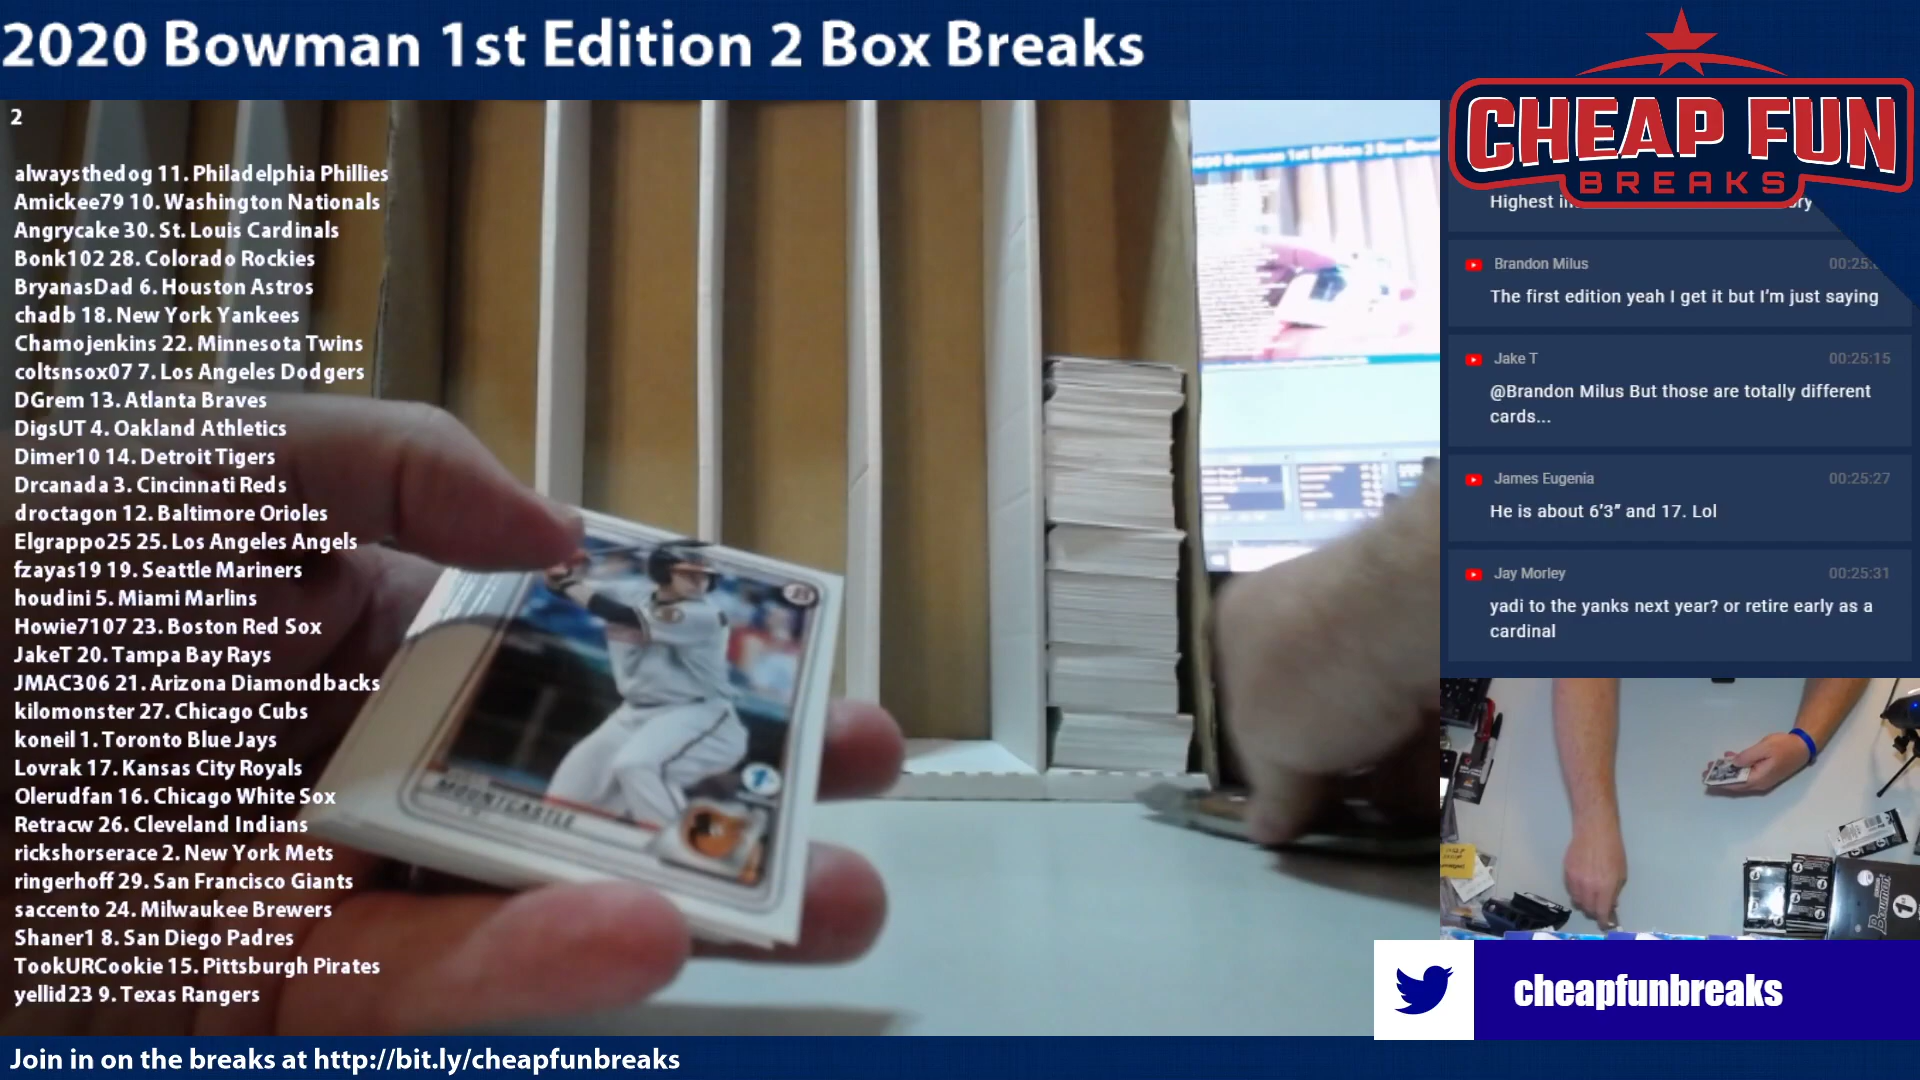 2020 Bowman 1st Edition 2 Box Breaks
2
alwaysthedog 11. Philadelphia Phillies
Amickee79 10. Washington Nationals
Angrycake 30. St. Louis Cardinals
Bonk102 28. Colorado Rockies
BryanasDad 6. Houston Astros
chadb 18. New York Yankees
Chamojenkins 22. Minnesota Twins
coltsnsox07 7. Los Angeles Dodgers
DGrem 13. Atlanta Braves
DigsUT 4. Oakland Athletics
Dimer10 14. Detroit Tigers
Drcanada 3. Cincinnati Reds
droctagon 12. Baltimore Orioles
Elgrappo25 25. Los Angeles Angels
fzayas19 19. Seattle Mariners
houdini 5. Miami Marlins
Howie7107 23. Boston Red Sox
JakeT 20. Tampa Bay Rays
JMAC306 21. Arizona Diamondbacks
kilomonster 27. Chicago Cubs
koneil 1. Toronto Blue Jays
Lovrak 17. Kansas City Royals
Olerudfan 16. Chicago White Sox
Retracw 26. Cleveland Indians
rickshorserace 2. New York Mets
ringerhoff 29. San Francisco Giants
saccento 24. Milwaukee Brewers
Shaner1 8. San Diego Padres
TookURCookie 15. Pittsburgh Pirates
yellid23 9. Texas Rangers
MOUNTCASTLE
2020 Bowman 1st Edition 2 Box
CHEAP FUN
BREAKS
Highest
Brandon Milus
The first edition yeah I get it but I'm just saying
Jake T 00:25:15
@Brandon Milus But those are totally different
cards...
James Eugenia 00:25:27
He is about 6'3" and 17. Lol
Jay Morley 00:25:31
yadi to the yanks next year? or retire early as a
cardinal
Bowman
cheapfunbreaks
Join in on the breaks at http://bit.ly/cheapfunbreaks